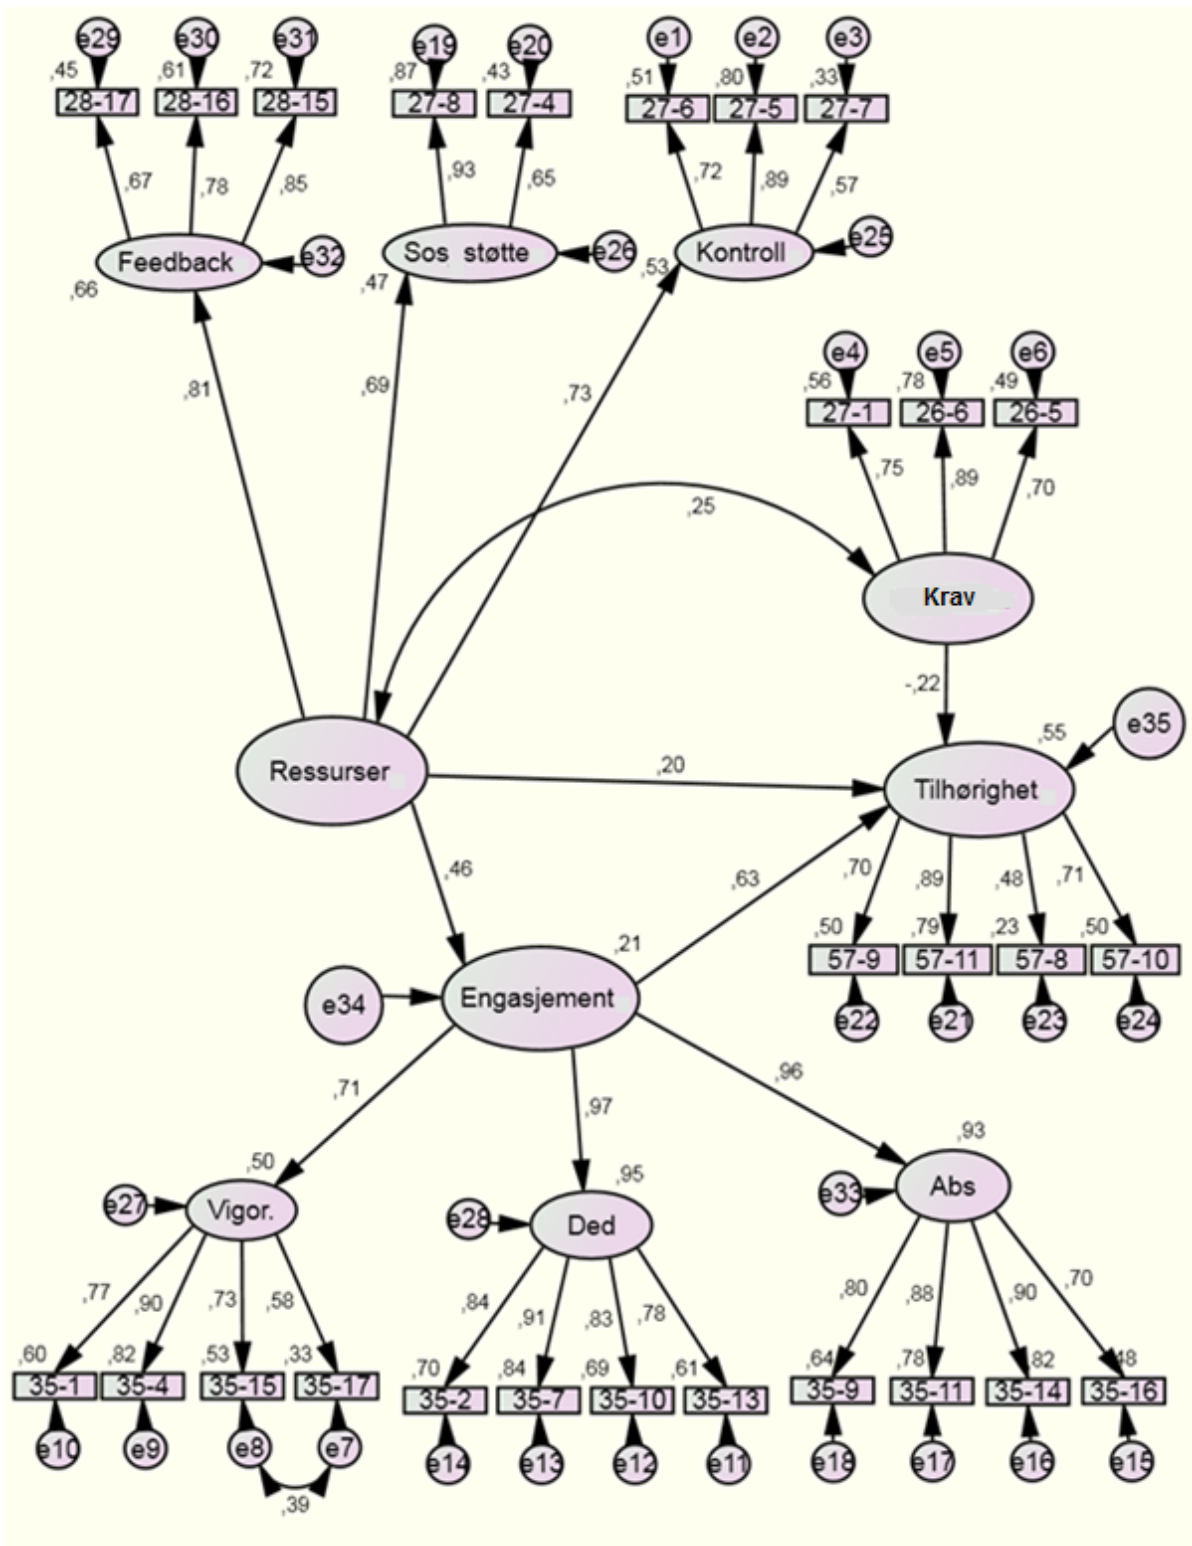 e29 e30 e31 e19 e20 e1 e2 e3
,45 ,61 ,72 ,87 ,43 ,51 ,80 ,33
28-17 28-16 28-15 27-8 27-4 27-6 27-5 27-7
,67 ,78 ,85 ,93 ,65 ,72 ,89 ,57
Feedback e32 Sos støtte e26 Kontroll e25
,66 ,47 ,53
e4 e5 e6
,56 ,78 ,49
27-1 26-6 26-5
,81 ,69 ,73
,75 ,89 ,70
,25
Krav
-,22
,55 e35
Ressurser ,20 Tilhørighet
,46 ,63 ,70 ,89 ,48 ,71
,21 ,50 ,79 ,23 ,50
57-9 57-11 57-8 57-10
e34 Engasjement e22 e21 e23 e24
,71 ,97 ,96
,50 ,95 ,93
e27 Vigor. e28 Ded e33 Abs
,77 ,90 ,73 ,58 ,84 ,91 ,83 ,78 ,80 ,88 ,90 ,70
,60 ,82 ,53 ,33 ,70 ,84 ,69 ,61 ,64 ,78 ,82 ,48
35-1 35-4 35-15 35-17 35-2 35-7 35-10 35-13 35-9 35-11 35-14 35-16
e10 e9 e8 e7 e14 e13 e12 e11 e18 e17 e16 e15
,39